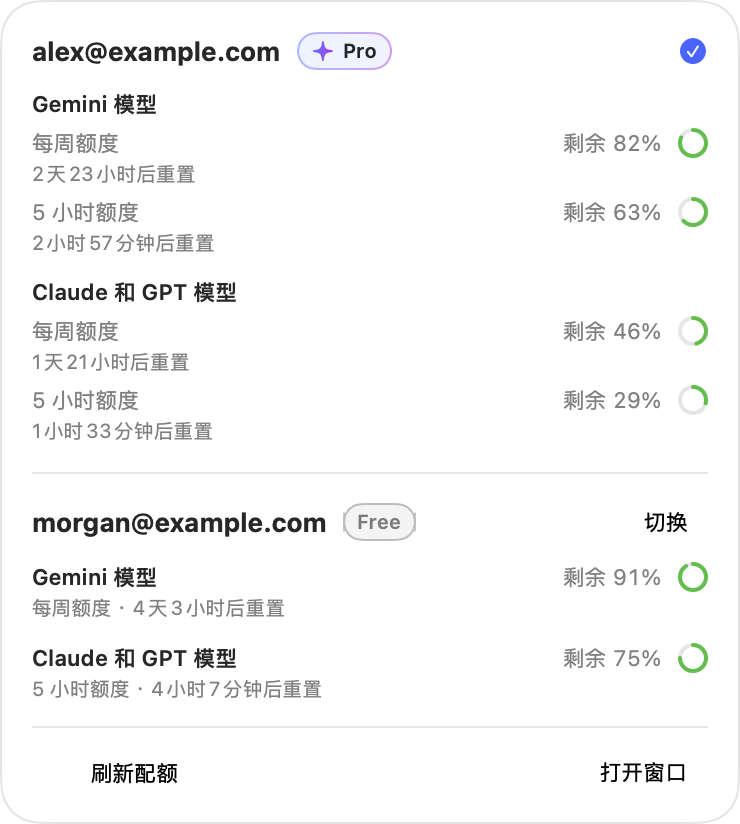 alex@example.com Pro
Gemini 模型
每周额度 剩余 82%
2天23小时后重置
5 小时额度 剩余 63%
2小时57分钟后重置
Claude 和 GPT 模型
每周额度 剩余 46%
1天21小时后重置
5 小时额度 剩余 29%
1小时33分钟后重置
morgan@example.com Free 切换
Gemini 模型 剩余 91%
每周额度 · 4天3小时后重置
Claude 和 GPT 模型 剩余 75%
5 小时额度 · 4小时7分钟后重置
刷新配额 打开窗口